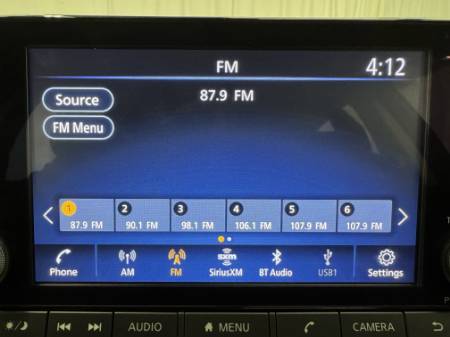 FM 4:12
Source 87.9 FM
FM Menu
1 2 3 4 5 6
87.9 FM 90.1 FM 98.1 FM 106.1 FM 107.9 FM 107.9 FM
sxm
Phone AM FM SiriusXM BT Audio USB1 Settings
AUDIO MENU CAMERA